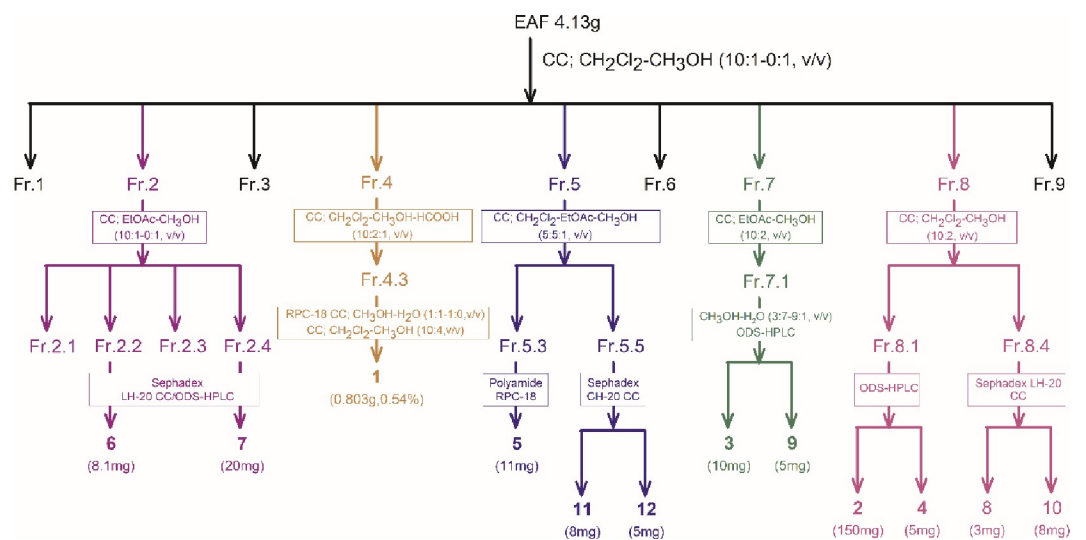 EAF 4.13g
CC; CH2Cl2-CH3OH (10:1-0:1, v/v)
Fr.1
Fr.2
Fr.3
Fr.4
Fr.5
Fr.6
Fr.7
Fr.8
Fr.9
CC; EtOAc-CH3OH
(10:1-0:1, v/v)
CC; CH2Cl2-CH3OH-HCOOH
(10:2:1, v/v)
CC; CH2Cl2-EtOAc-CH3OH
(5:5:1, v/v)
CC; EtOAc-CH3OH
(10:2, v/v)
CC; CH2Cl2-CH3OH
(10:2, v/v)
Fr.4.3
Fr.7.1
RPC-18 CC; CH3OH-H2O (1:1-1:0,v/v)
CC; CH2Cl2-CH3OH (10:4,v/v)
CH3OH-H2O (3:7-9:1, v/v)
ODS-HPLC
Fr.2.1
Fr.2.2
Fr.2.3
Fr.2.4
Fr.5.3
Fr.5.5
Fr.8.1
Fr.8.4
Sephadex
LH-20 CC/ODS-HPLC
1
(0.803g,0.54%)
Polyamide
RPC-18
Sephadex
CH-20 CC
ODS-HPLC
Sephadex LH-20
CC
6
(8.1mg)
7
(20mg)
5
(11mg)
3
(10mg)
9
(5mg)
11
(8mg)
12
(5mg)
2
(150mg)
4
(5mg)
8
(3mg)
10
(8mg)